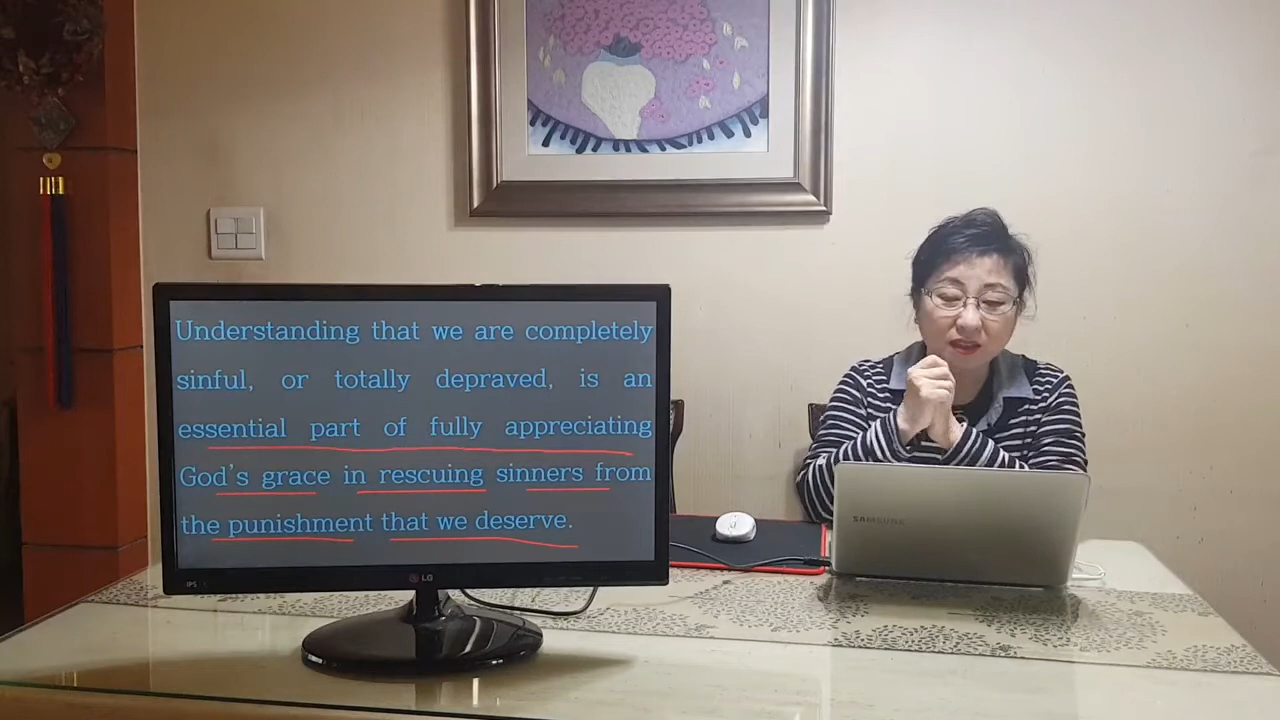 Understanding that we are completely
sinful, or totally depraved, is an
essential part of fully appreciating
God's grace in rescuing sinners from
the punishment that we deserve.
IPS
LG
SAMSUNG